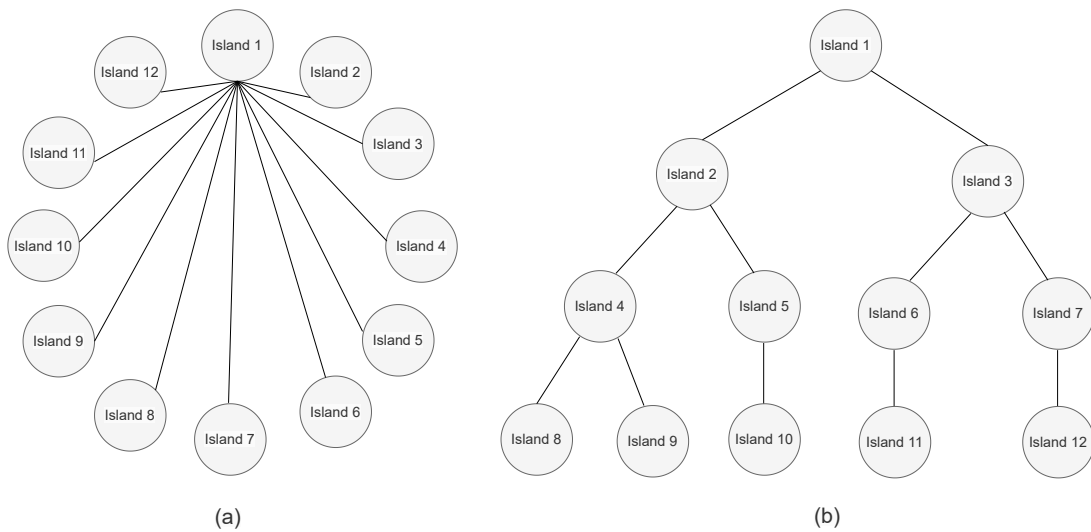 Island 1
Island 12
Island 2
Island 11
Island 3
Island 10
Island 4
Island 9
Island 5
Island 8
Island 7
Island 6
(a)
Island 1
Island 2
Island 3
Island 4
Island 5
Island 6
Island 7
Island 8
Island 9
Island 10
Island 11
Island 12
(b)